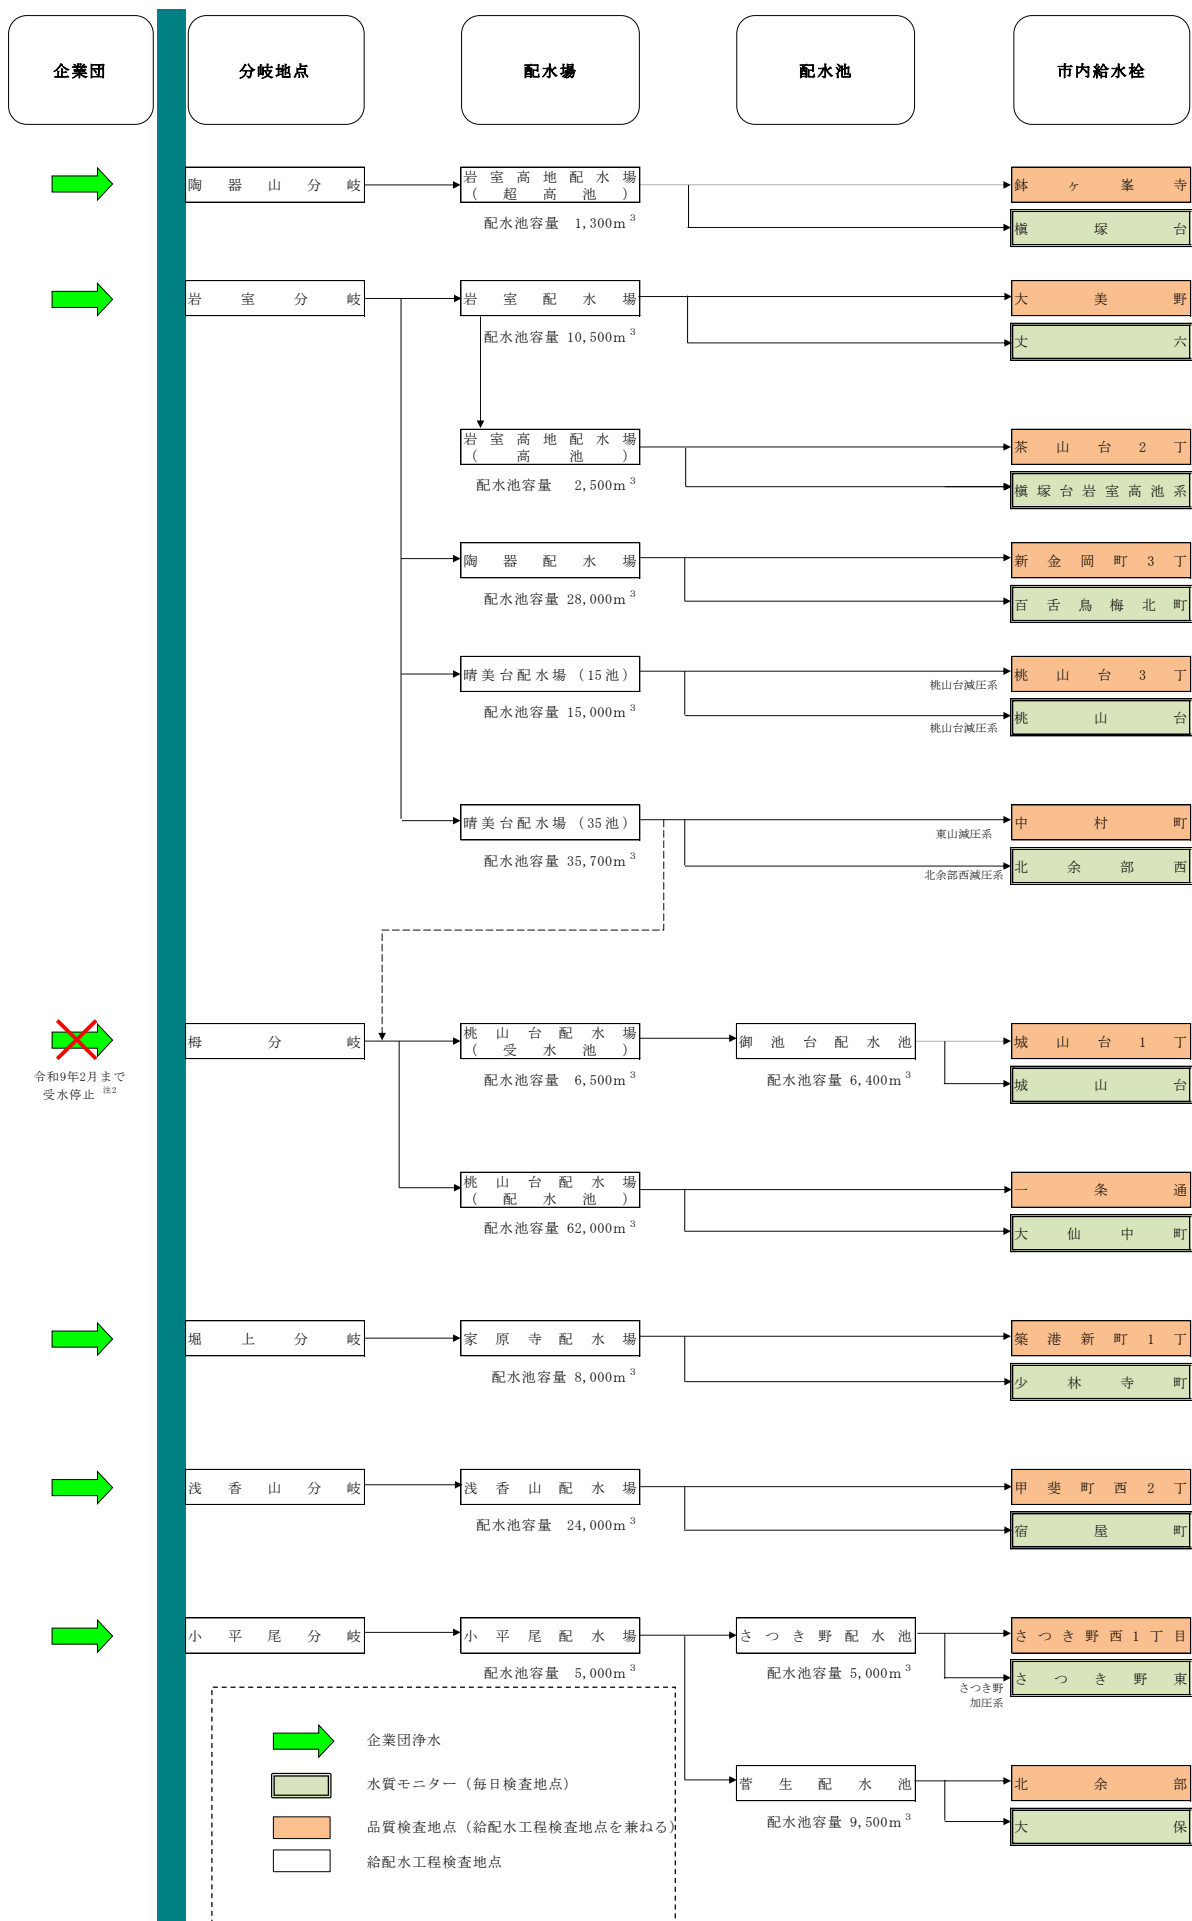 企業団 分岐地点 配水場 配水池 市内給水栓
陶器山分岐 岩室高地配水場 鉢ヶ峯寺
(超高池)
配水池容量 1,300m³ 槇塚台
岩室分岐 岩室配水場 大美野
配水池容量 10,500m³ 丈六
岩室高地配水場 茶山台2丁
(高池)
配水池容量 2,500m³ 槇塚台岩室高池系
陶器配水場 新金岡町3丁
配水池容量 28,000m³ 百舌鳥梅北町
晴美台配水場(15池) 桃山台3丁
桃山台減圧系
配水池容量 15,000m³ 桃山台
桃山台減圧系
晴美台配水場(35池) 中村町
東山減圧系
配水池容量 35,700m³ 北余部西
北余部西減圧系
栂分岐 桃山台配水場 御池台配水池 城山台1丁
(受水池)
令和9年2月まで 配水池容量 6,500m³ 配水池容量 6,400m³ 城山台
受水停止 注2
桃山台配水場 一条通
(配水池)
配水池容量 62,000m³ 大仙中町
堀上分岐 家原寺配水場 築港新町1丁
配水池容量 8,000m³ 少林寺町
浅香山分岐 浅香山配水場 甲斐町西2丁
配水池容量 24,000m³ 宿屋町
小平尾分岐 小平尾配水場 さつき野配水池 さつき野西1丁目
配水池容量 5,000m³ 配水池容量 5,000m³ さつき野東
さつき野
加圧系
企業団浄水
水質モニター(毎日検査地点) 菅生配水池 北余部
品質検査地点(給配水工程検査地点を兼ねる) 配水池容量 9,500m³ 大保
給配水工程検査地点